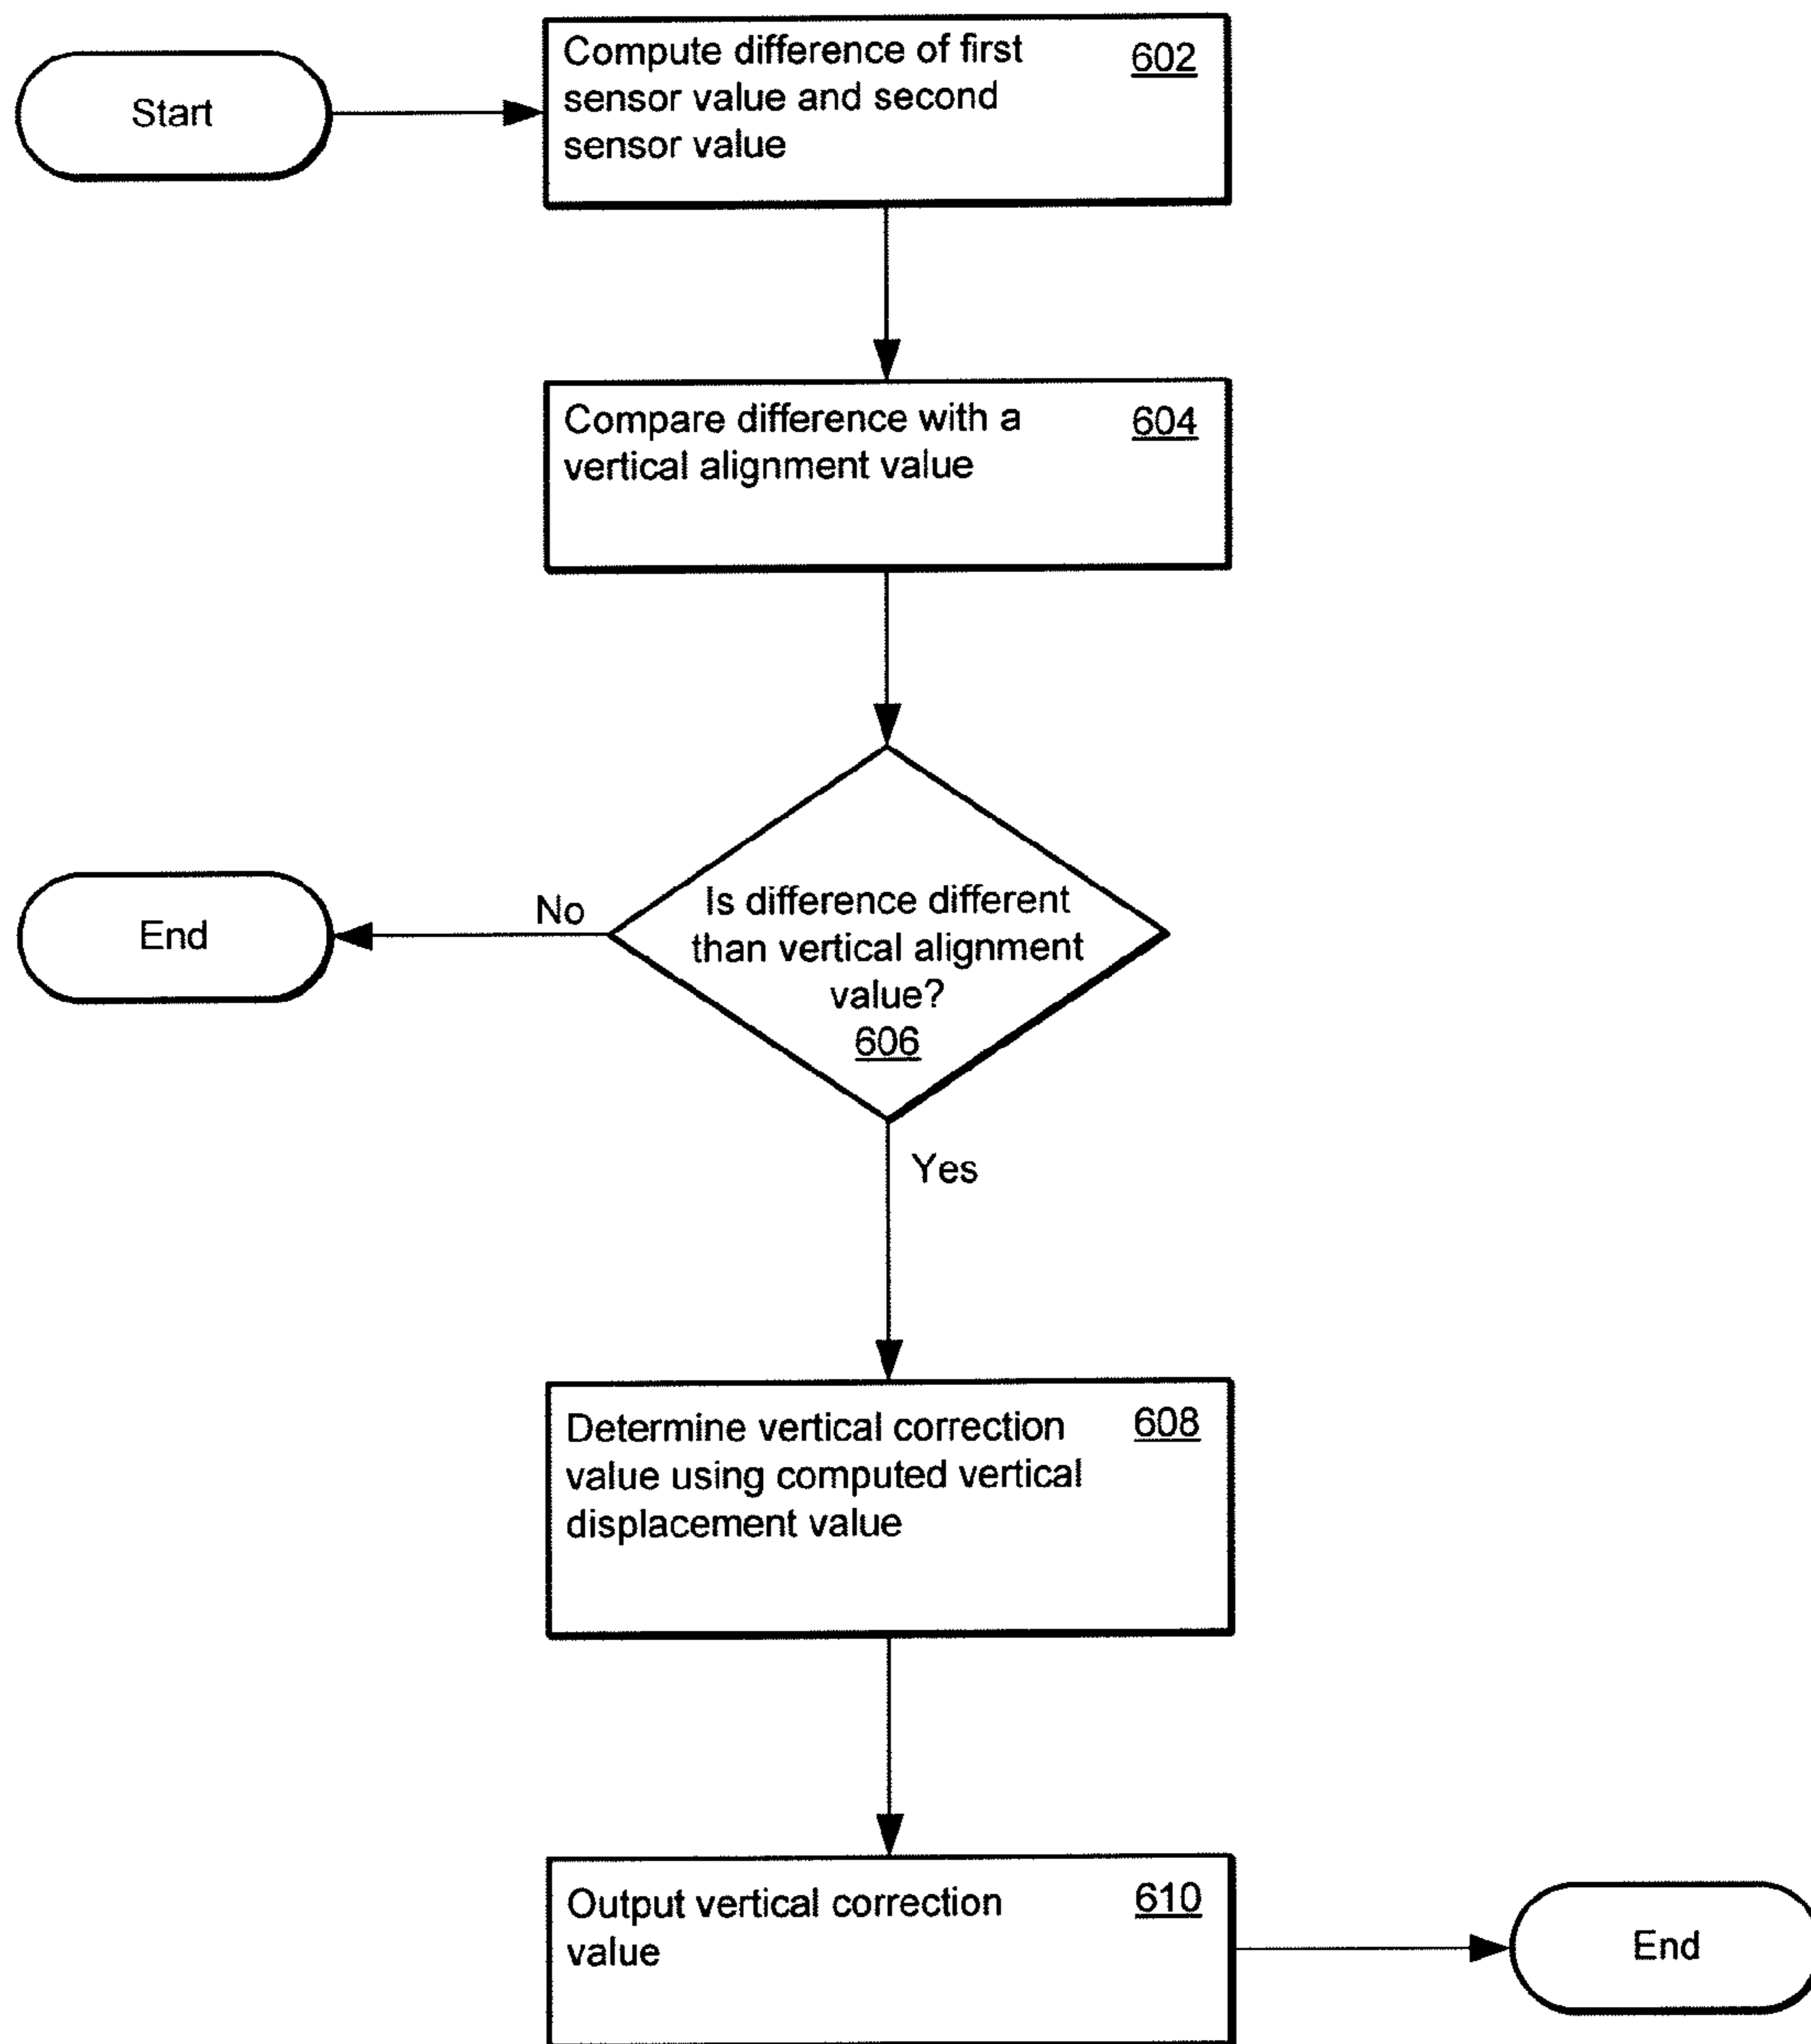 Start
Compute difference of first
sensor value and second
sensor value
602
Compare difference with a
vertical alignment value
604
Is difference different
than vertical alignment
value?
606
No
End
Yes
Determine vertical correction
value using computed vertical
displacement value
608
Output vertical correction
value
610
End